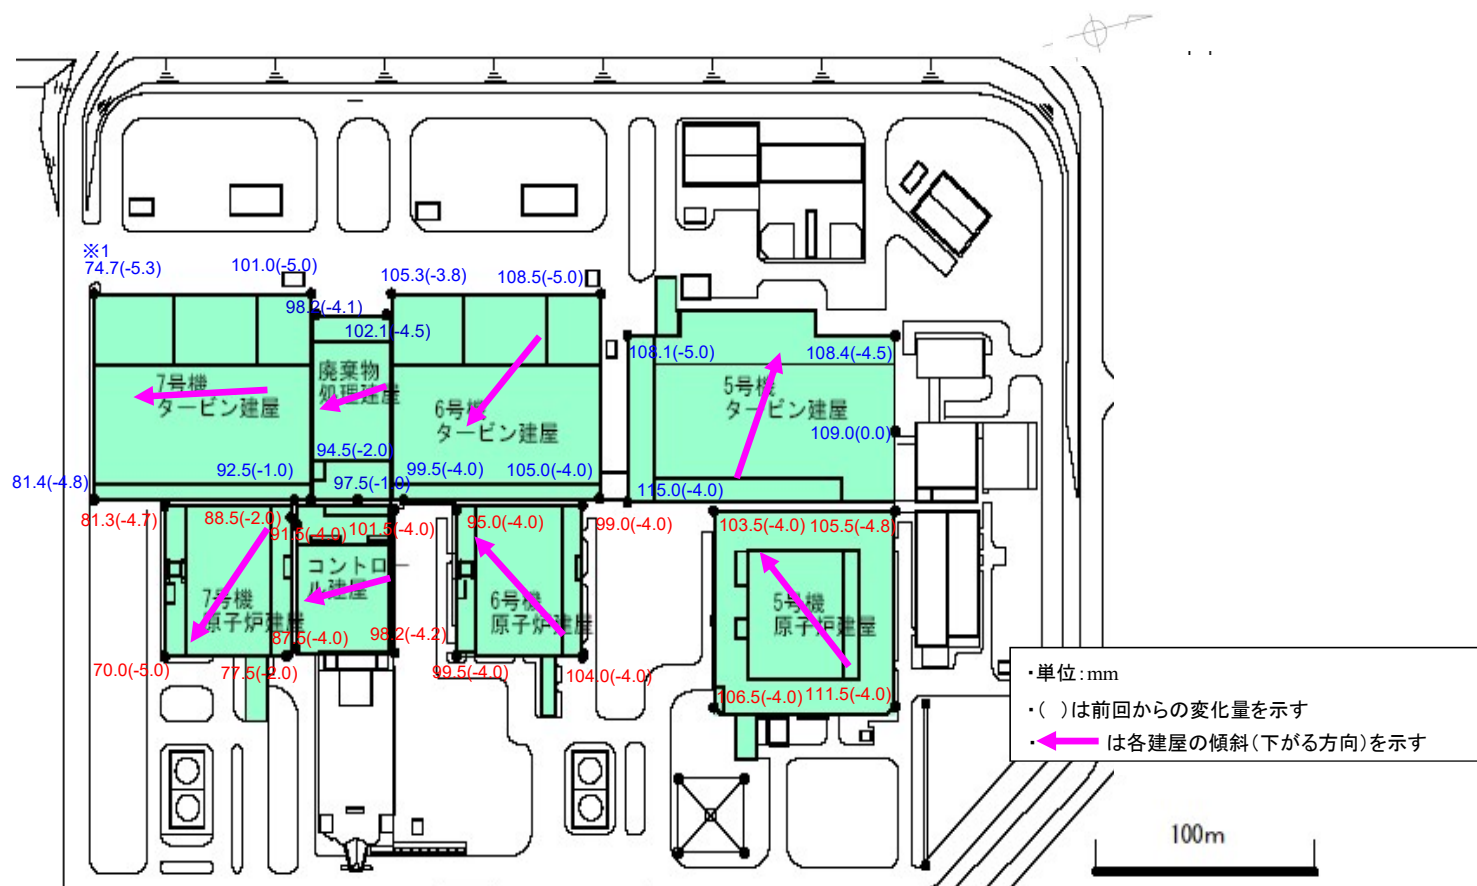 ※1
74.7(-5.3)
101.0(-5.0)
105.3(-3.8)
108.5(-5.0)
98.2(-4.1)
102.1(-4.5)
108.1(-5.0)
108.4(-4.5)
7号機
タービン建屋
廃棄物
処理建屋
6号機
タービン建屋
5号機
タービン建屋
109.0(0.0)
94.5(-2.0)
81.4(-4.8)
92.5(-1.0)
97.5(-1.0)
99.5(-4.0)
105.0(-4.0)
115.0(-4.0)
81.3(-4.7)
88.5(-2.0)
91.5(-4.0)
101.5(-4.0)
95.0(-4.0)
99.0(-4.0)
103.5(-4.0)
105.5(-4.8)
コントロー
ル建屋
7号機
原子炉建屋
6号機
原子炉建屋
5号機
原子炉建屋
87.5(-4.0)
98.2(-4.2)
70.0(-5.0)
77.5(-2.0)
99.5(-4.0)
104.0(-4.0)
106.5(-4.0)
111.5(-4.0)
・単位:mm
・( )は前回からの変化量を示す
・ は各建屋の傾斜(下がる方向)を示す
100m